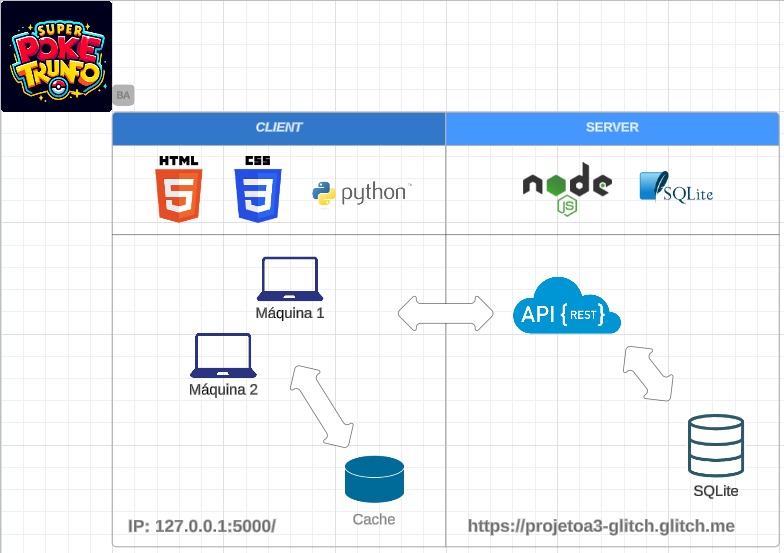 SUPER
POKE
TRUNFO
BA
CLIENT
SERVER
HTML
5
CSS
3
python™
node
JS
SQLite
Máquina 1
API {REST}
Máquina 2
SQLite
Cache
IP: 127.0.0.1:5000/
https://projetoa3-glitch.glitch.me